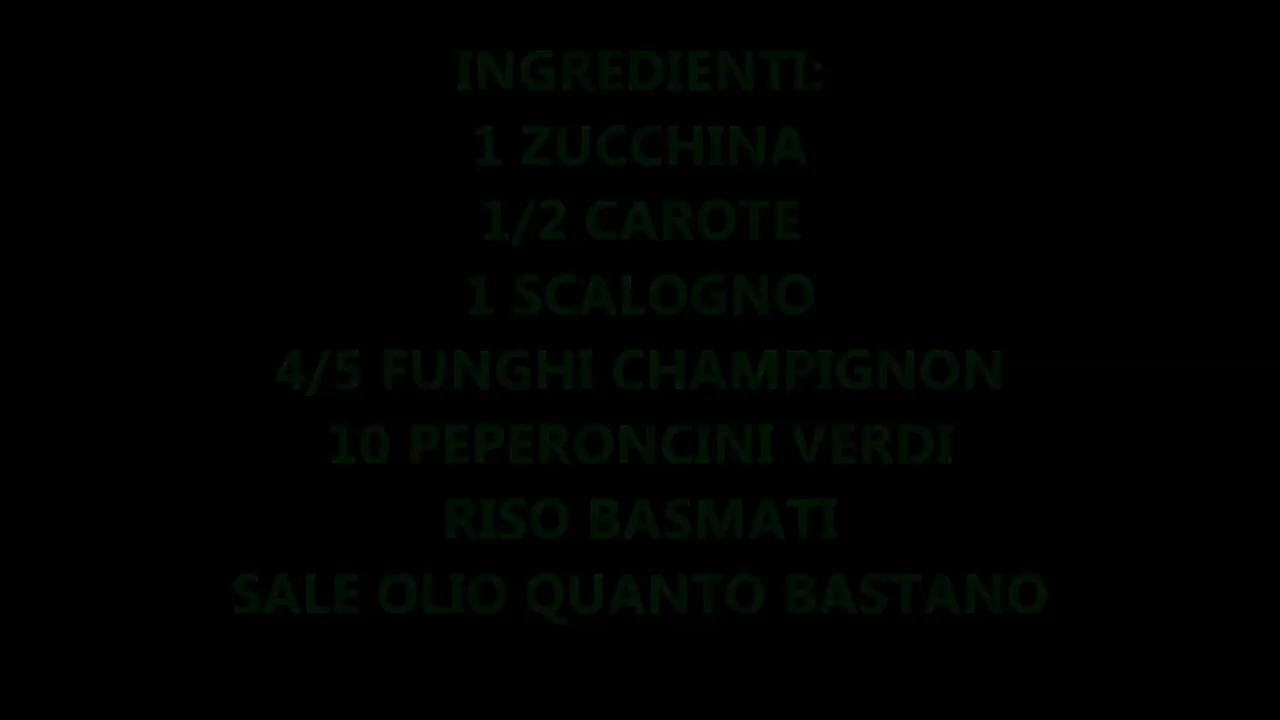 INGREDIENTI:
1 ZUCCHINA
1/2 CAROTE
1 SCALOGNO
4/5 FUNGHI CHAMPIGNON
10 PEPERONCINI VERDI
RISO BASMATI
SALE OLIO QUANTO BASTANO